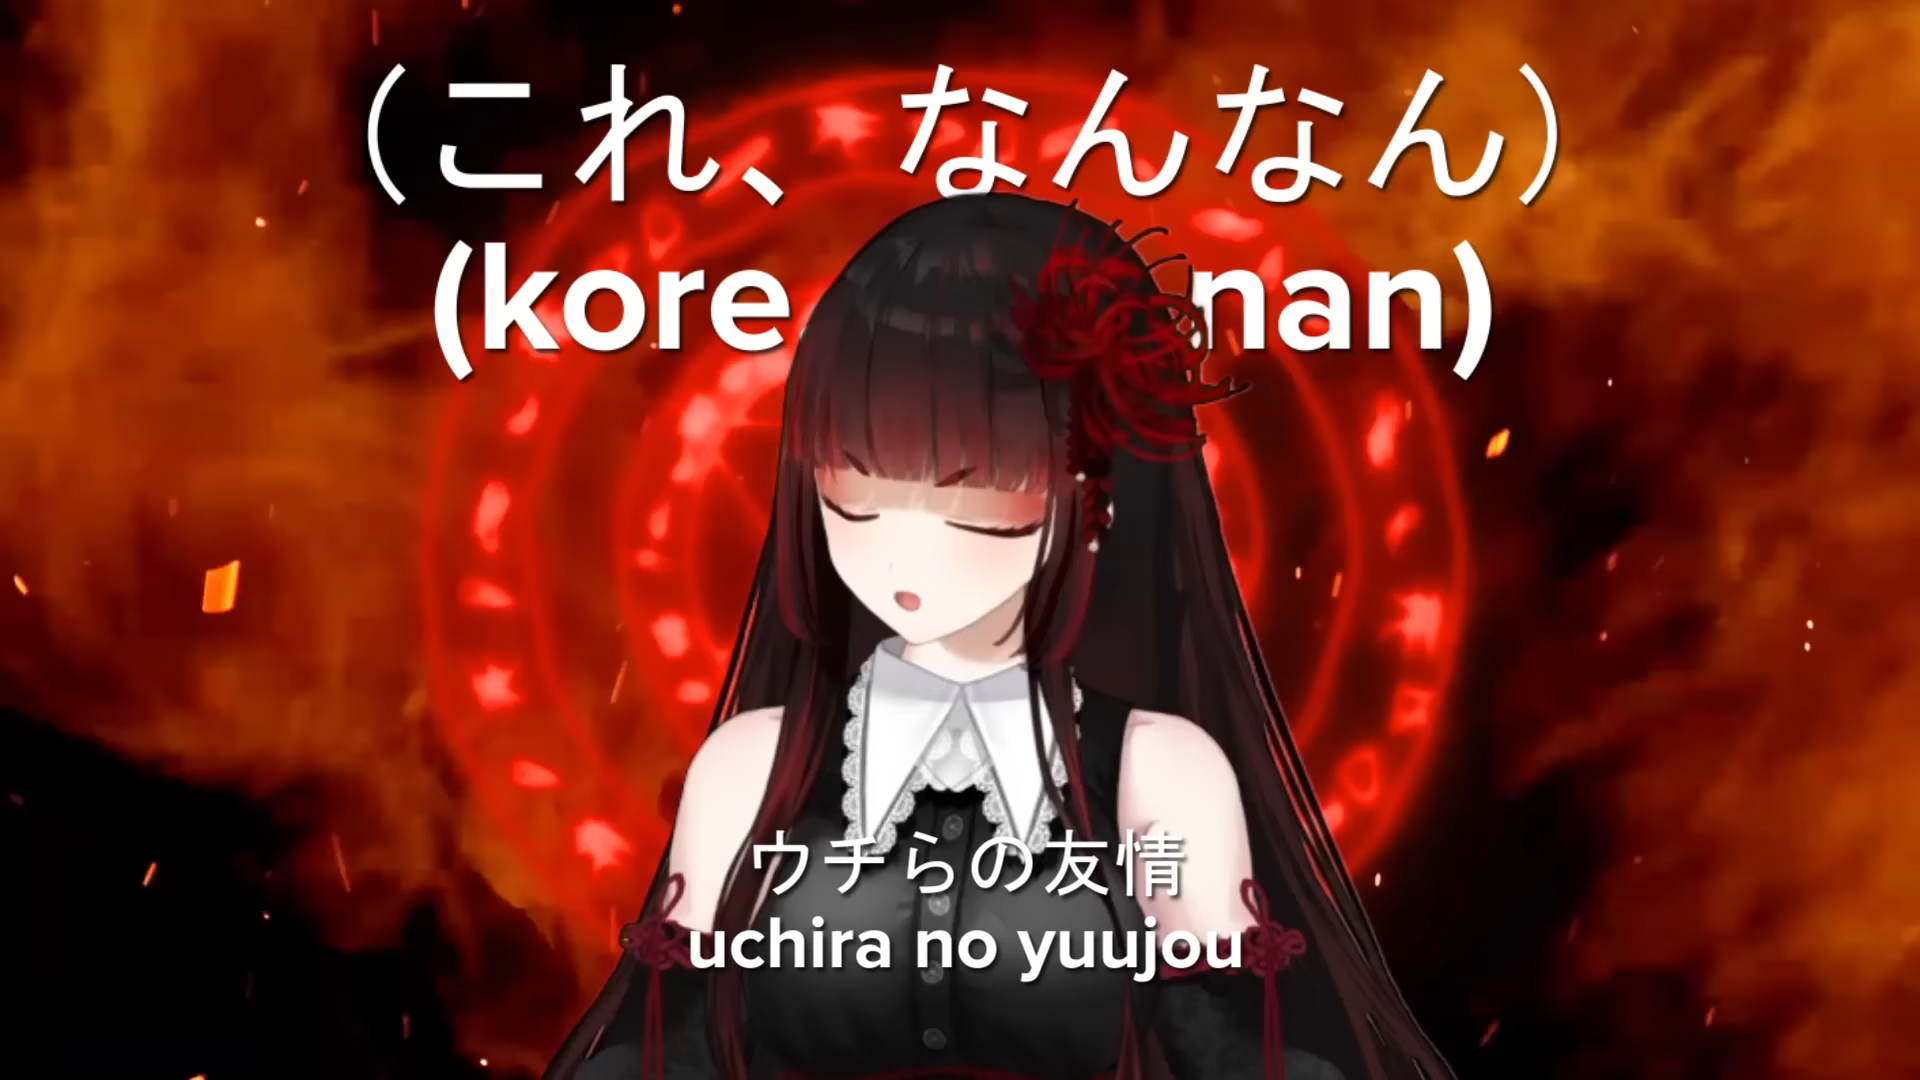 （これ、なんなん）
(kore nan)
ウチらの友情
uchira no yuujou